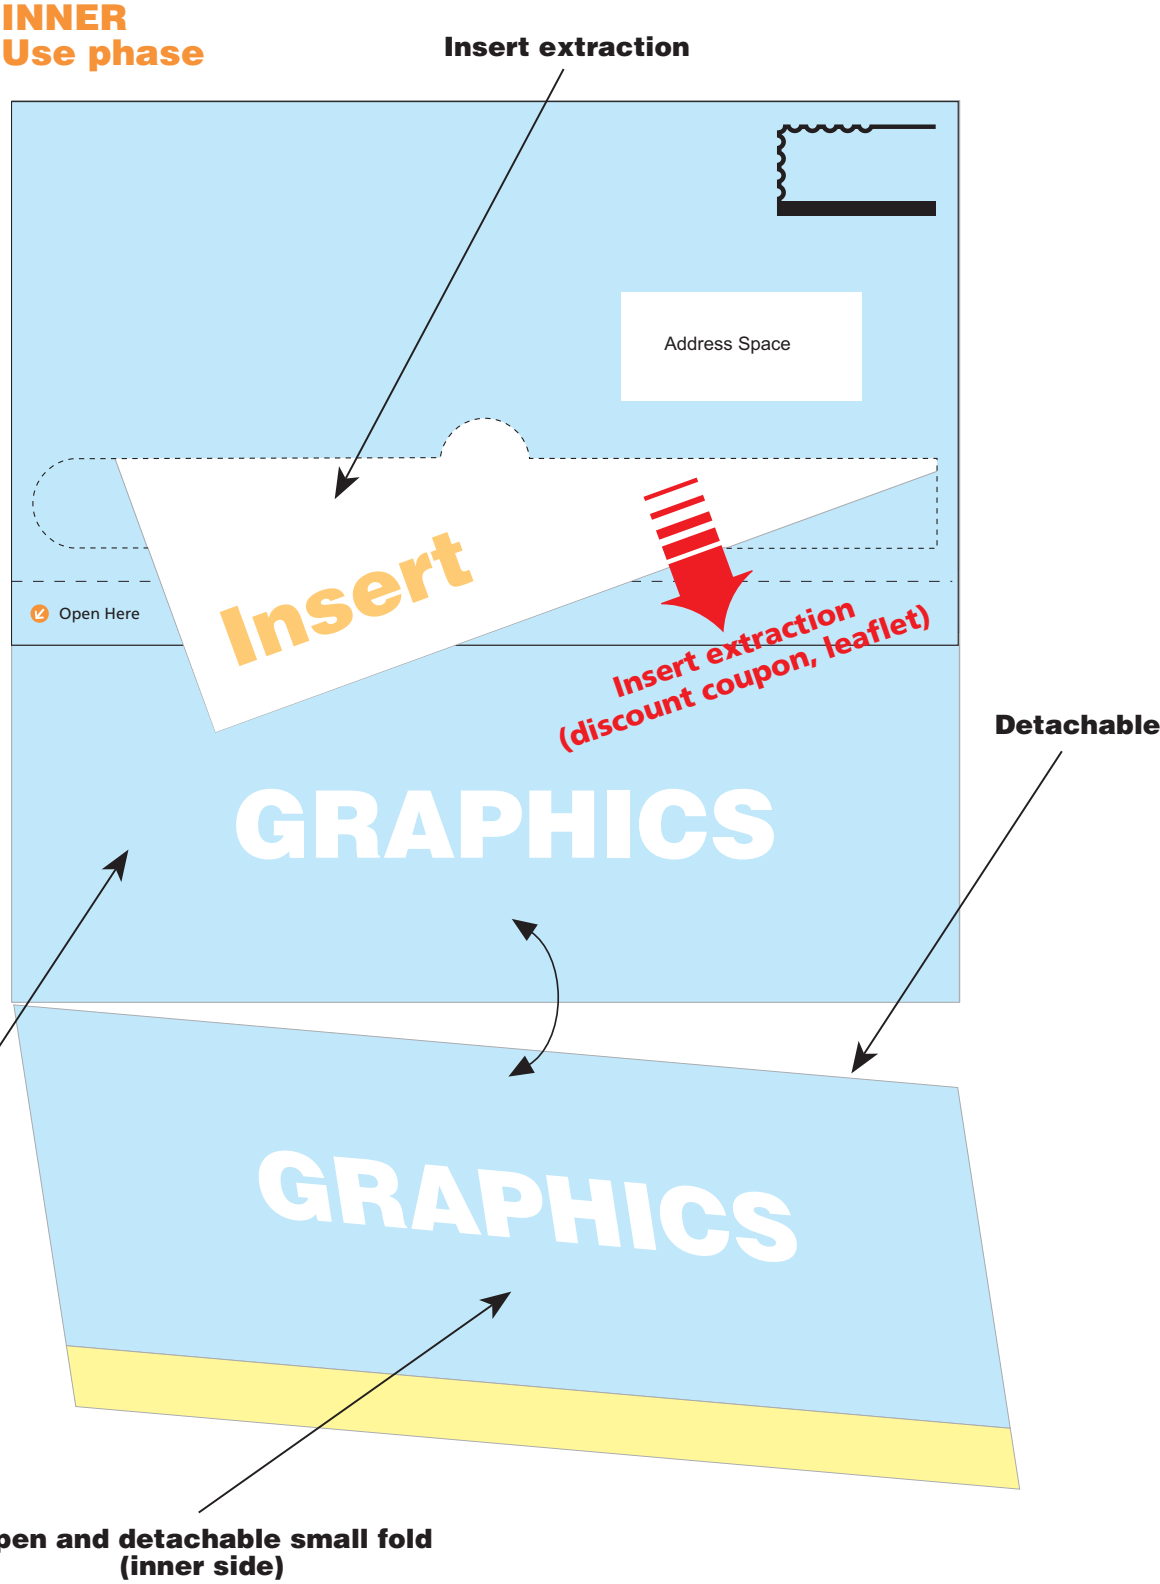 INNER
Use phase
Insert extraction
Address Space
Insert
Open Here
Insert extraction
(discount coupon, leaflet)
Detachable
GRAPHICS
GRAPHICS
pen and detachable small fold
(inner side)